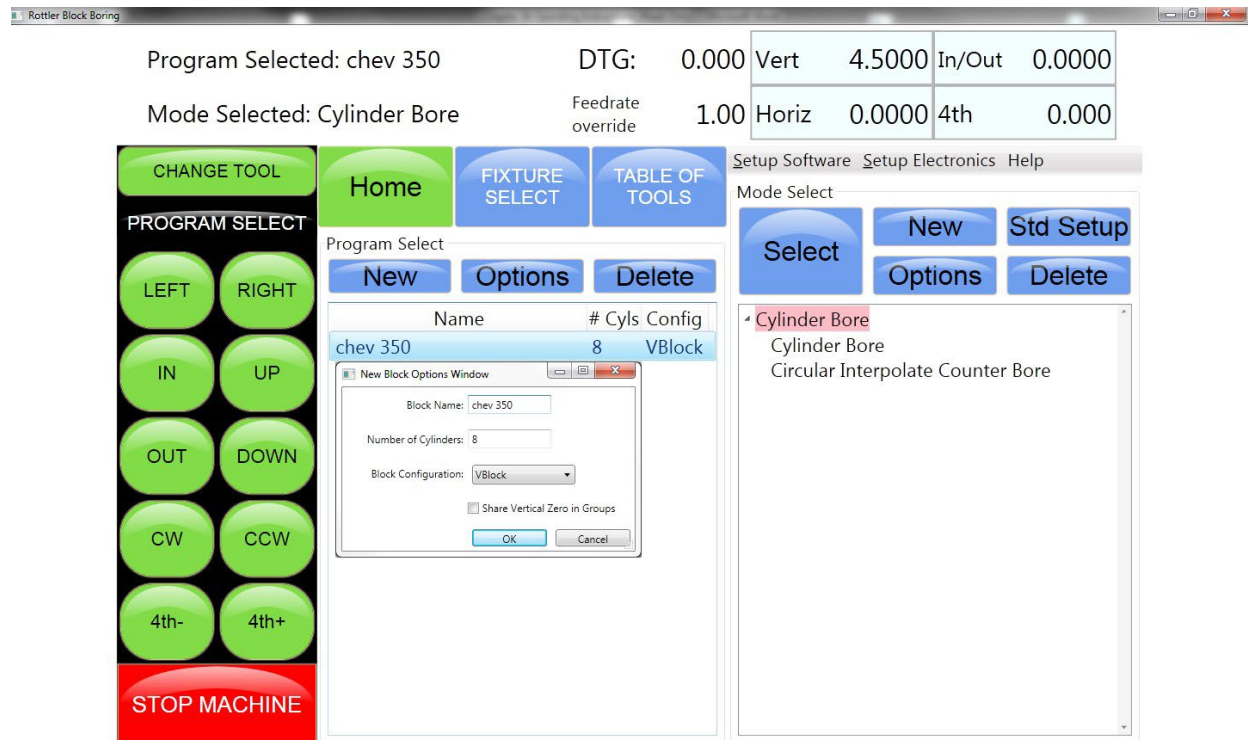 Rottler Block Boring
Program Selected: chev 350
DTG: 0.000
Vert 4.5000
In/Out 0.0000
Mode Selected: Cylinder Bore
Feedrate
override
1.00
Horiz 0.0000
4th 0.000
CHANGE TOOL
PROGRAM SELECT
LEFT
RIGHT
IN
UP
OUT
DOWN
CW
CCW
4th-
4th+
STOP MACHINE
Home
FIXTURE
SELECT
TABLE OF
TOOLS
Program Select
New
Options
Delete
Name # Cyls Config
chev 350 8 VBlock
New Block Options Window
Block Name: chev 350
Number of Cylinders: 8
Block Configuration: VBlock
Share Vertical Zero in Groups
OK
Cancel
Setup Software Setup Electronics Help
Mode Select
Select
New
Std Setup
Options
Delete
Cylinder Bore
Cylinder Bore
Circular Interpolate Counter Bore